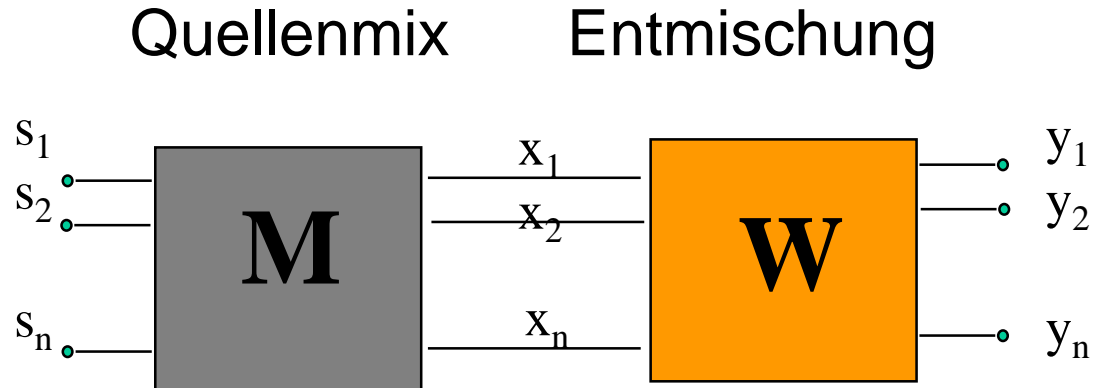 Quellenmix Entmischung
s₁ x₁ y₁
s₂ x₂ y₂
M W
sₙ xₙ yₙ